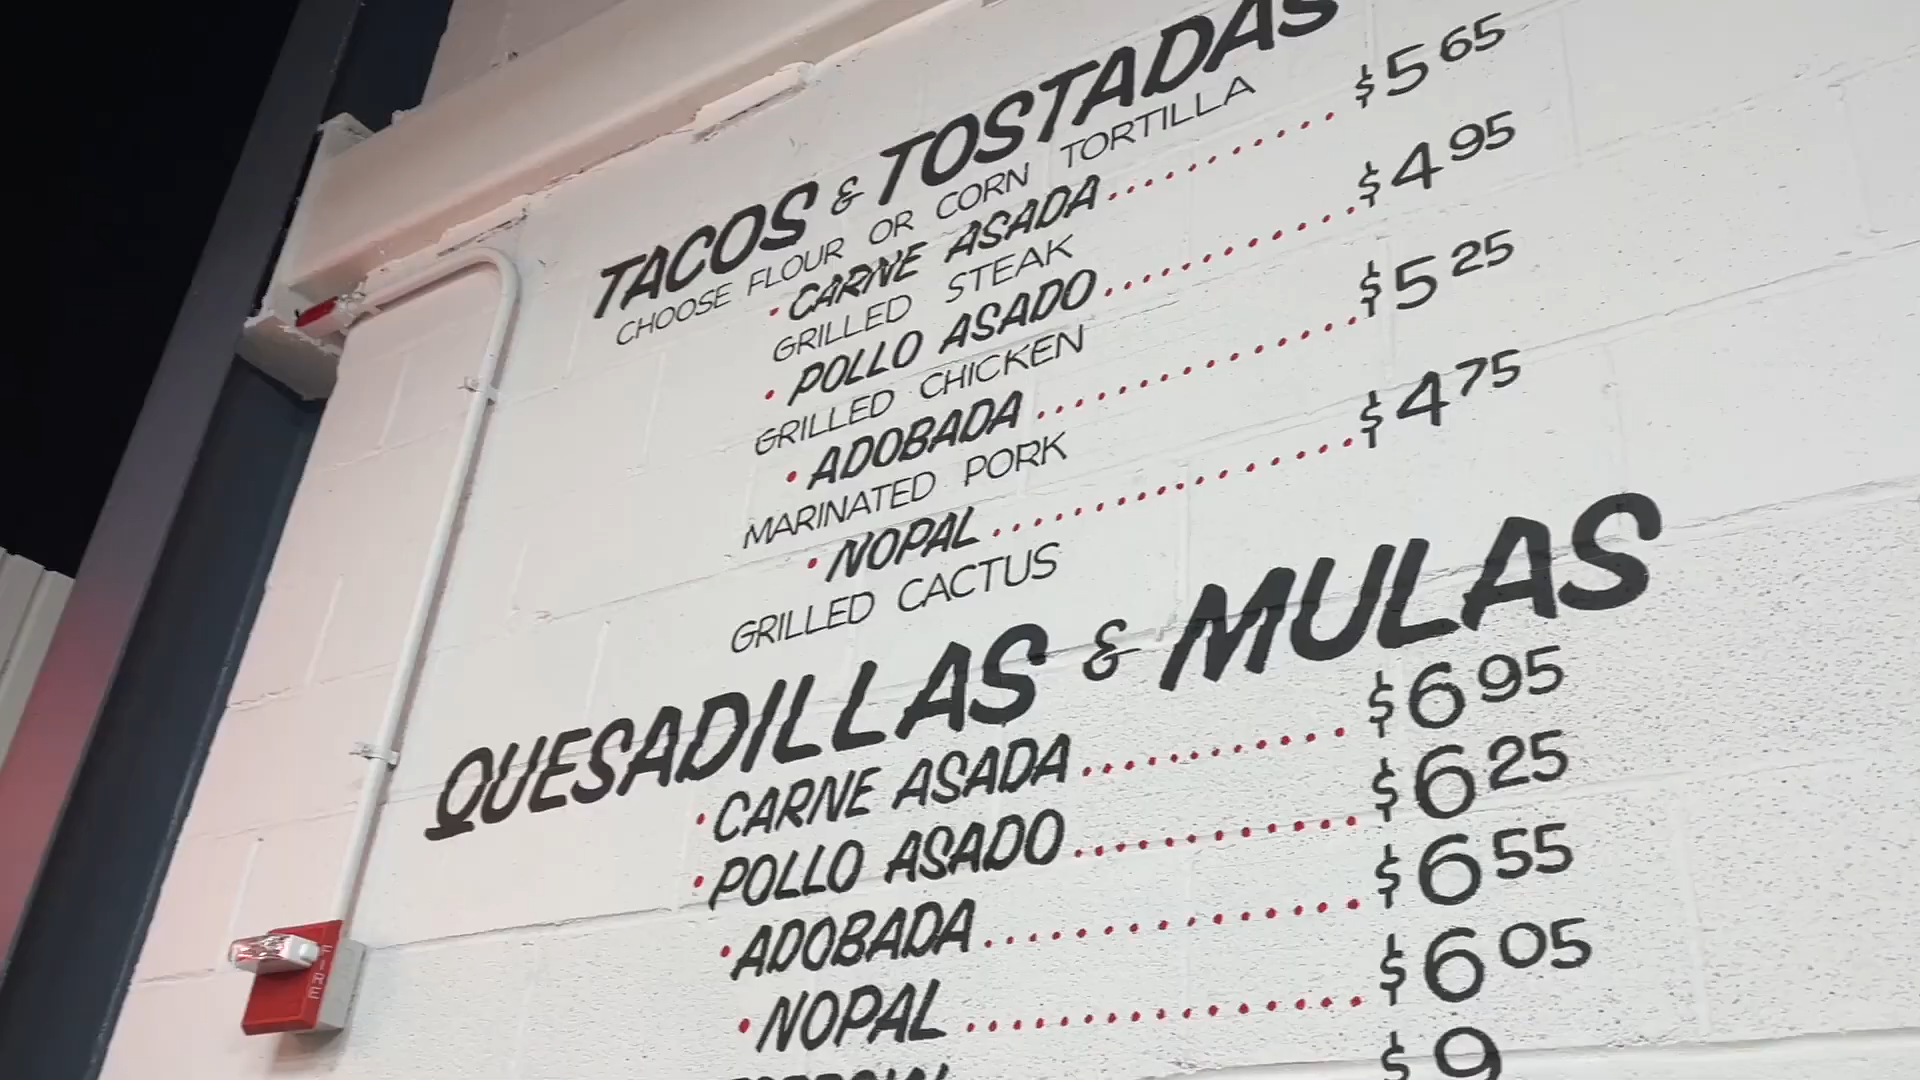 TACOS & TOSTADAS
CHOOSE FLOUR OR CORN TORTILLA
• CARNE ASADA $5 65
GRILLED STEAK
• POLLO ASADO $4 95
GRILLED CHICKEN
• ADOBADA $5 25
MARINATED PORK
• NOPAL $4 75
GRILLED CACTUS
QUESADILLAS & MULAS
• CARNE ASADA $6 95
• POLLO ASADO $6 25
• ADOBADA $6 55
• NOPAL $6 05
$9
FIRE